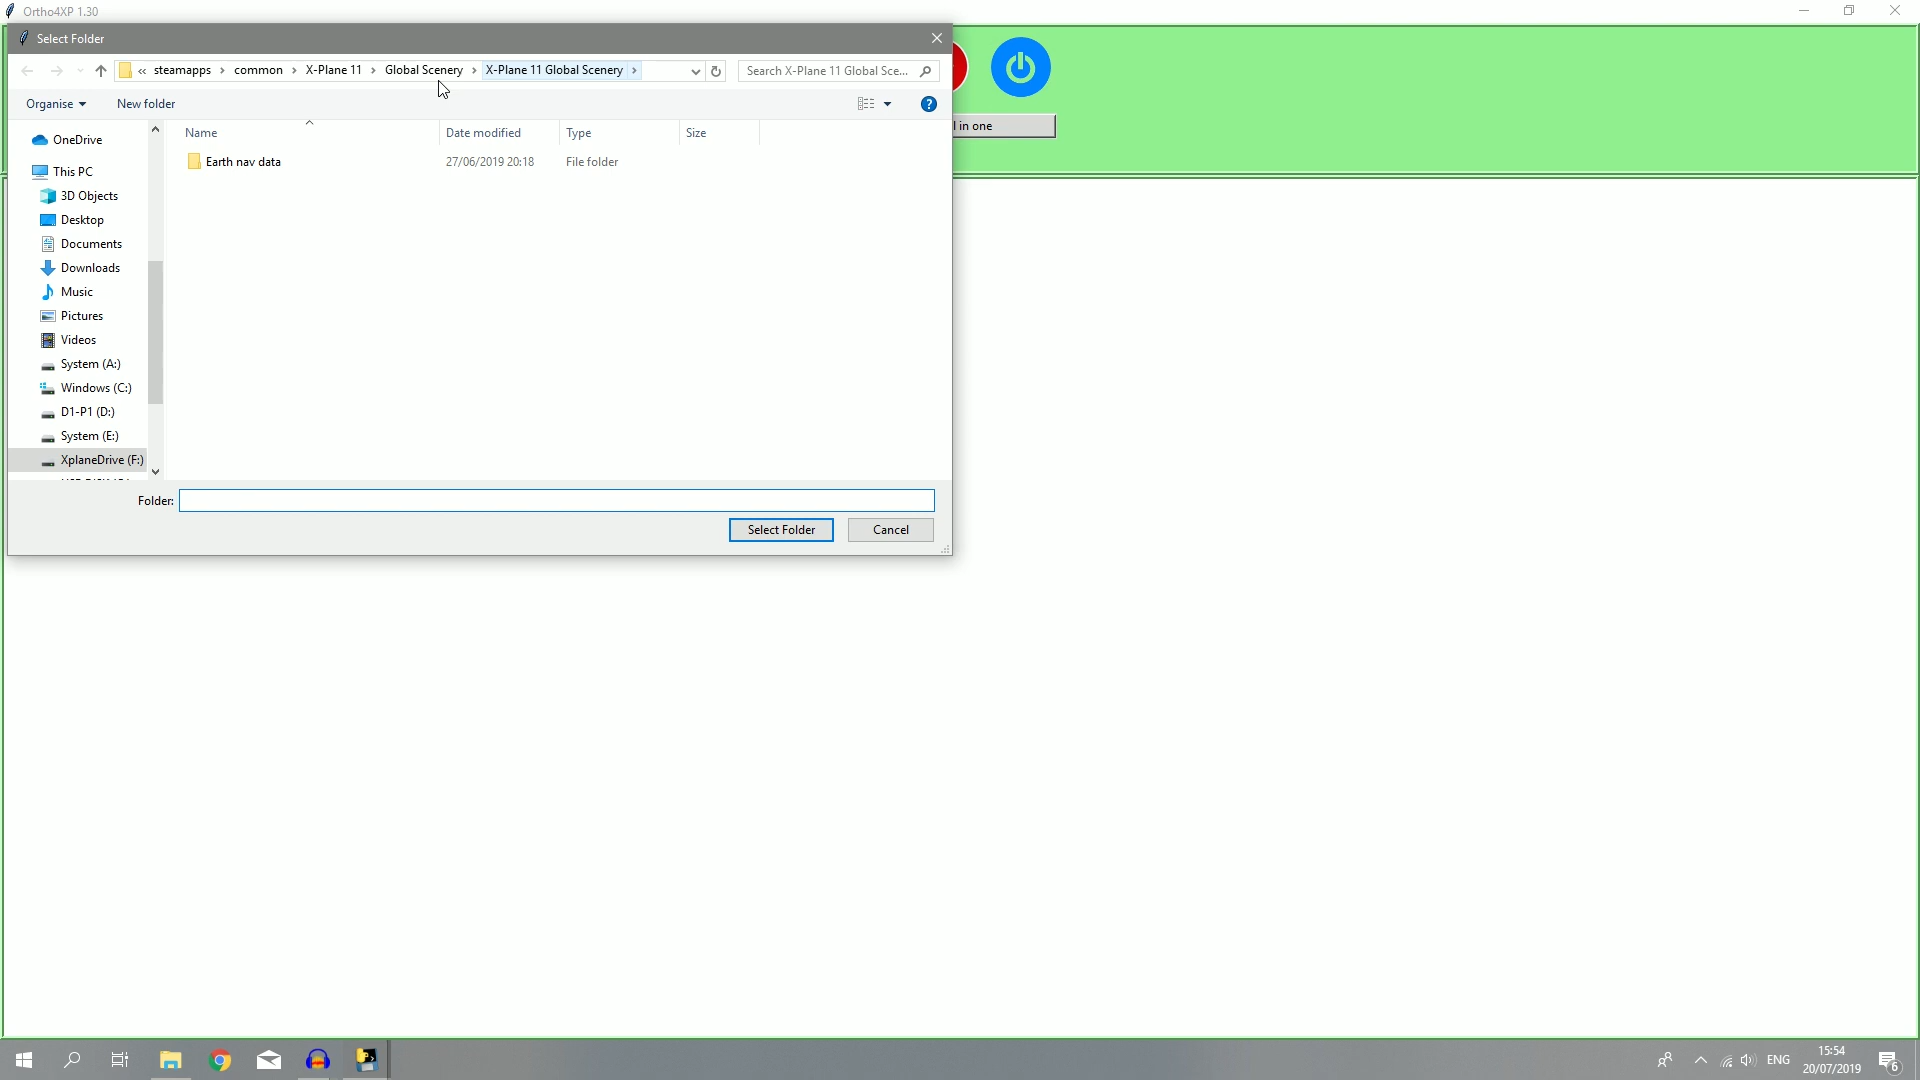 Ortho4XP 1.30
Select Folder
« steamapps › common › X-Plane 11 › Global Scenery › X-Plane 11 Global Scenery ›
Search X-Plane 11 Global Sce...
Organise
New folder
?
l in one
Name
Date modified
Type
Size
Earth nav data
27/06/2019 20:18
File folder
OneDrive
This PC
3D Objects
Desktop
Documents
Downloads
Music
Pictures
Videos
System (A:)
Windows (C:)
D1-P1 (D:)
System (E:)
XplaneDrive (F:)
Folder:
Select Folder
Cancel
ENG
15:54
20/07/2019
6